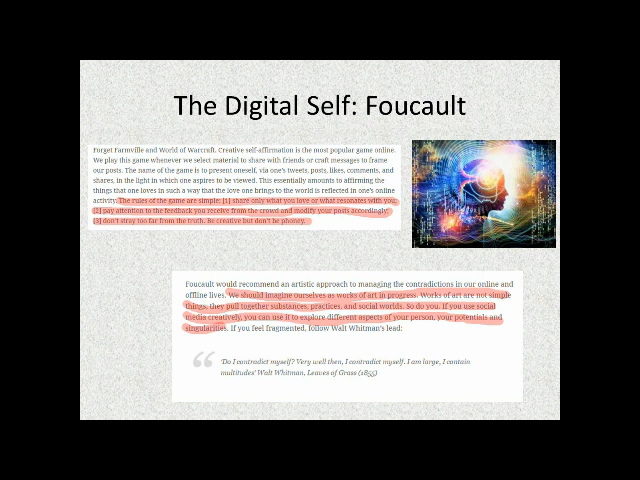 The Digital Self: Foucault
Forget Farmville and World of Warcraft. Creative self-affirmation is the most popular game online.
We play this game whenever we select material to share with friends or craft messages to frame
our posts. The name of the game is to present oneself, via one's tweets, posts, likes, comments, and
shares, in the light in which one aspires to be viewed. This essentially amounts to affirming the
things that one loves in such a way that the love one brings to the world is reflected in one's online
activity. The rules of the game are simple: [1] share only what you love or what resonates with you,
[2] pay attention to the feedback you receive from the crowd and modify your posts accordingly;
[3] don't stray too far from the truth. Be creative but don't be phoney.
Foucault would recommend an artistic approach to managing the contradictions in our online and
offline lives. We should imagine ourselves as works of art in progress. Works of art are not simple
things; they pull together substances, practices, and social worlds. So do you. If you use social
media creatively, you can use it to explore different aspects of your person, your potentials and
singularities. If you feel fragmented, follow Walt Whitman's lead:
“
'Do I contradict myself? Very well then, I contradict myself. I am large, I contain
multitudes' Walt Whitman, Leaves of Grass (1855)